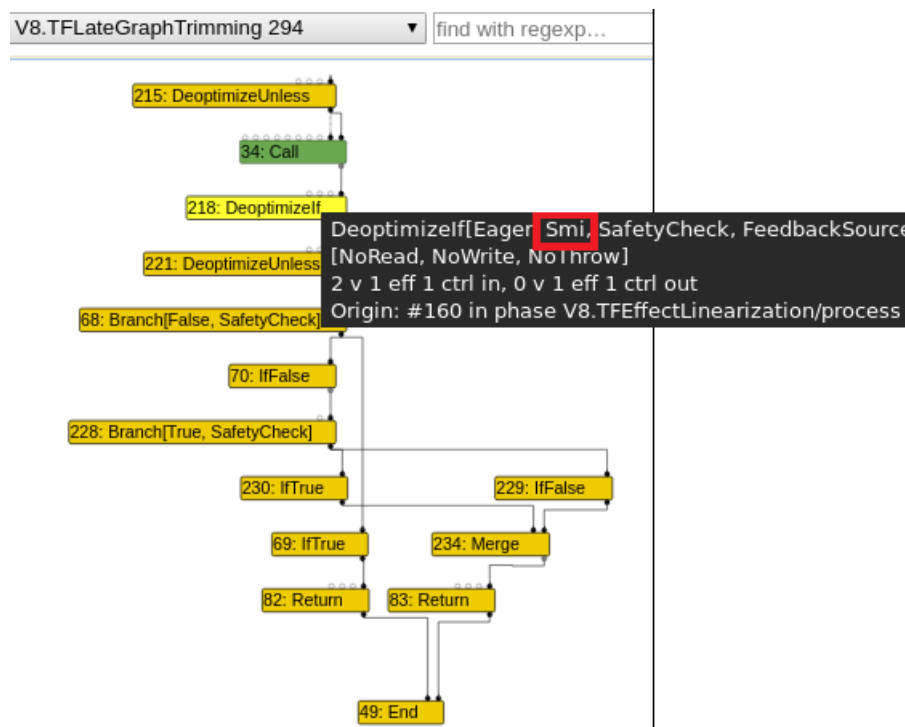 V8.TFLateGraphTrimming 294
find with regexp…
215: DeoptimizeUnless
34: Call
218: DeoptimizeIf
DeoptimizeIf[Eager, Smi, SafetyCheck, FeedbackSource
[NoRead, NoWrite, NoThrow]
2 v 1 eff 1 ctrl in, 0 v 1 eff 1 ctrl out
Origin: #160 in phase V8.TFEffectLinearization/process
221: DeoptimizeUnless
68: Branch[False, SafetyCheck]
70: IfFalse
228: Branch[True, SafetyCheck]
230: IfTrue
229: IfFalse
69: IfTrue
234: Merge
82: Return
83: Return
49: End